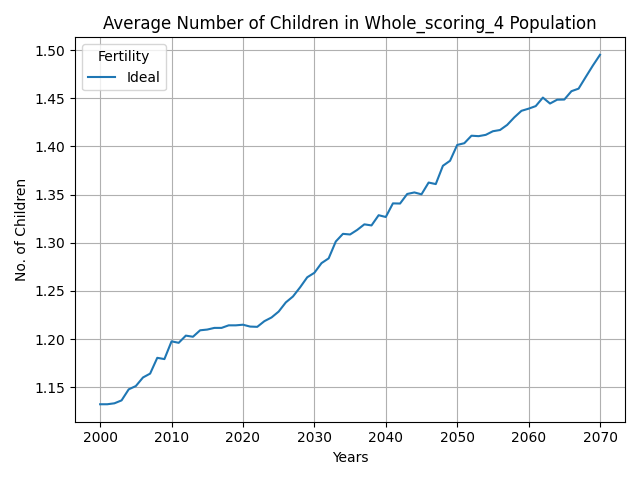 Average Number of Children in Whole_scoring_4 Population
Fertility
Ideal
No. of Children
1.50
1.45
1.40
1.35
1.30
1.25
1.20
1.15
2000 2010 2020 2030 2040 2050 2060 2070
Years